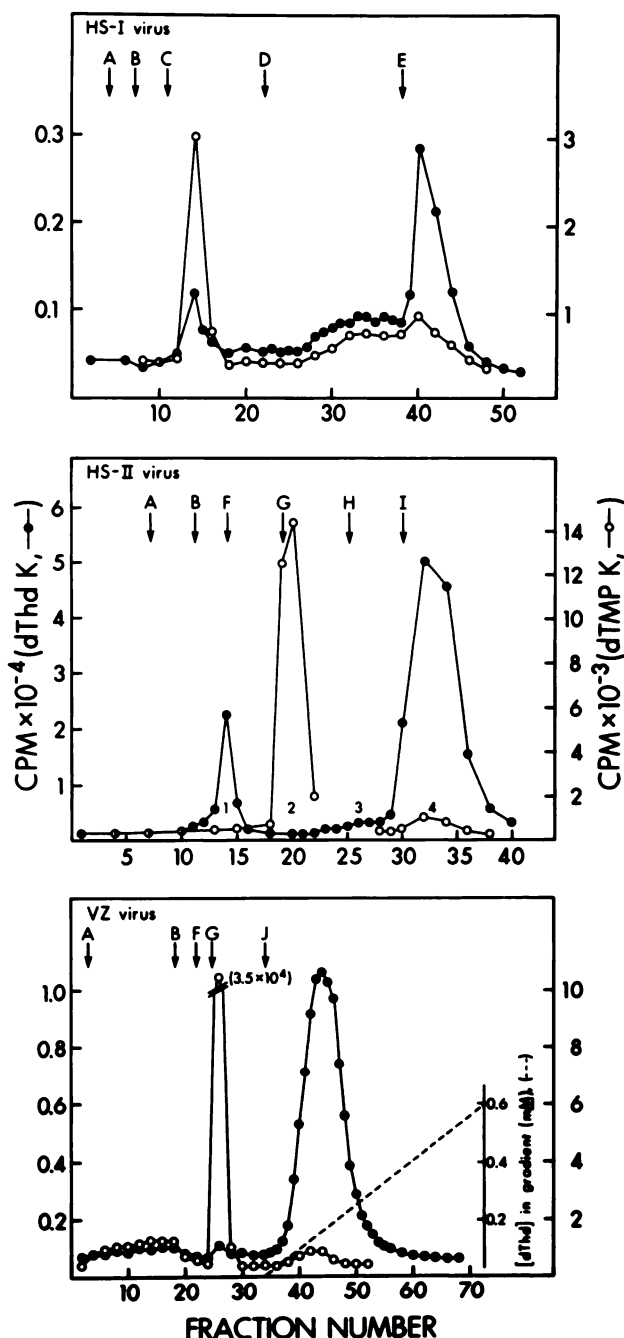 HS-I virus
A B C D E
0.3
0.2
0.1
3
2
1
10 20 30 40 50
HS-II virus
A B F G H I
6
5
4
3
2
1
14
12
10
8
6
4
2
1 2 3 4
5 10 15 20 25 30 35 40
CPM×10⁻⁴(dThd K, —●—)
CPM×10⁻³(dTMP K, —○—)
VZ virus
A B F G J
(3.5×10⁴)
1.0
0.8
0.6
0.4
0.2
10
8
6
4
2
0.6
0.4
0.2
[dThd] in gradient (mM), (---)
10 20 30 40 50 60 70
FRACTION NUMBER